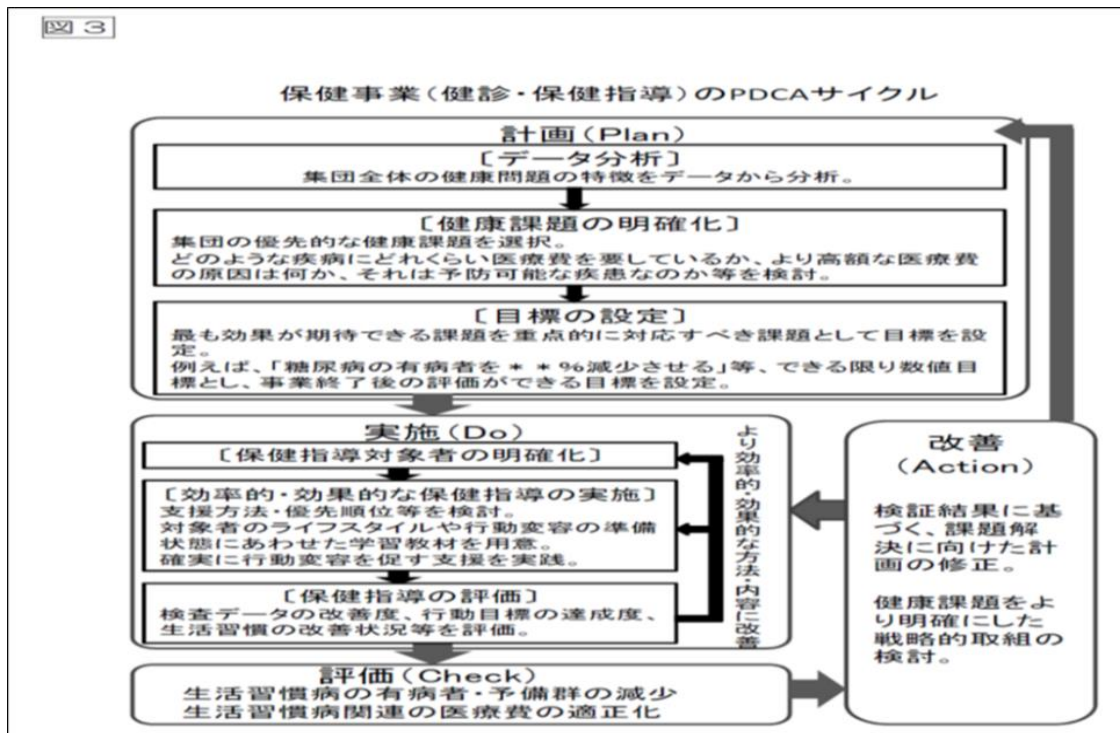 図３
保健事業（健診・保健指導）のPDCAサイクル
計画（Plan）
［データ分析］
集団全体の健康問題の特徴をデータから分析。
［健康課題の明確化］
集団の優先的な健康課題を選択。
どのような疾病にどれくらい医療費を要しているか、より高額な医療費
の原因は何か、それは予防可能な疾患なのか等を検討。
［目標の設定］
最も効果が期待できる課題を重点的に対応すべき課題として目標を設
定。
例えば、「糖尿病の有病者を＊＊％減少させる」等、できる限り数値目
標とし、事業終了後の評価ができる目標を設定。
実施（Do）
［保健指導対象者の明確化］
［効率的・効果的な保健指導の実施］
支援方法・優先順位等を検討。
対象者のライフスタイルや行動変容の準備
状態にあわせた学習教材を用意。
確実に行動変容を促す支援を実践。
［保健指導の評価］
検査データの改善度、行動目標の達成度、
生活習慣の改善状況等を評価。
より効率的・効果的な方法・内容に改善
評価（Check）
生活習慣病の有病者・予備群の減少
生活習慣病関連の医療費の適正化
改善
（Action）
検証結果に基
づく、課題解
決に向けた計
画の修正。
健康課題をよ
り明確にした
戦略的取組の
検討。